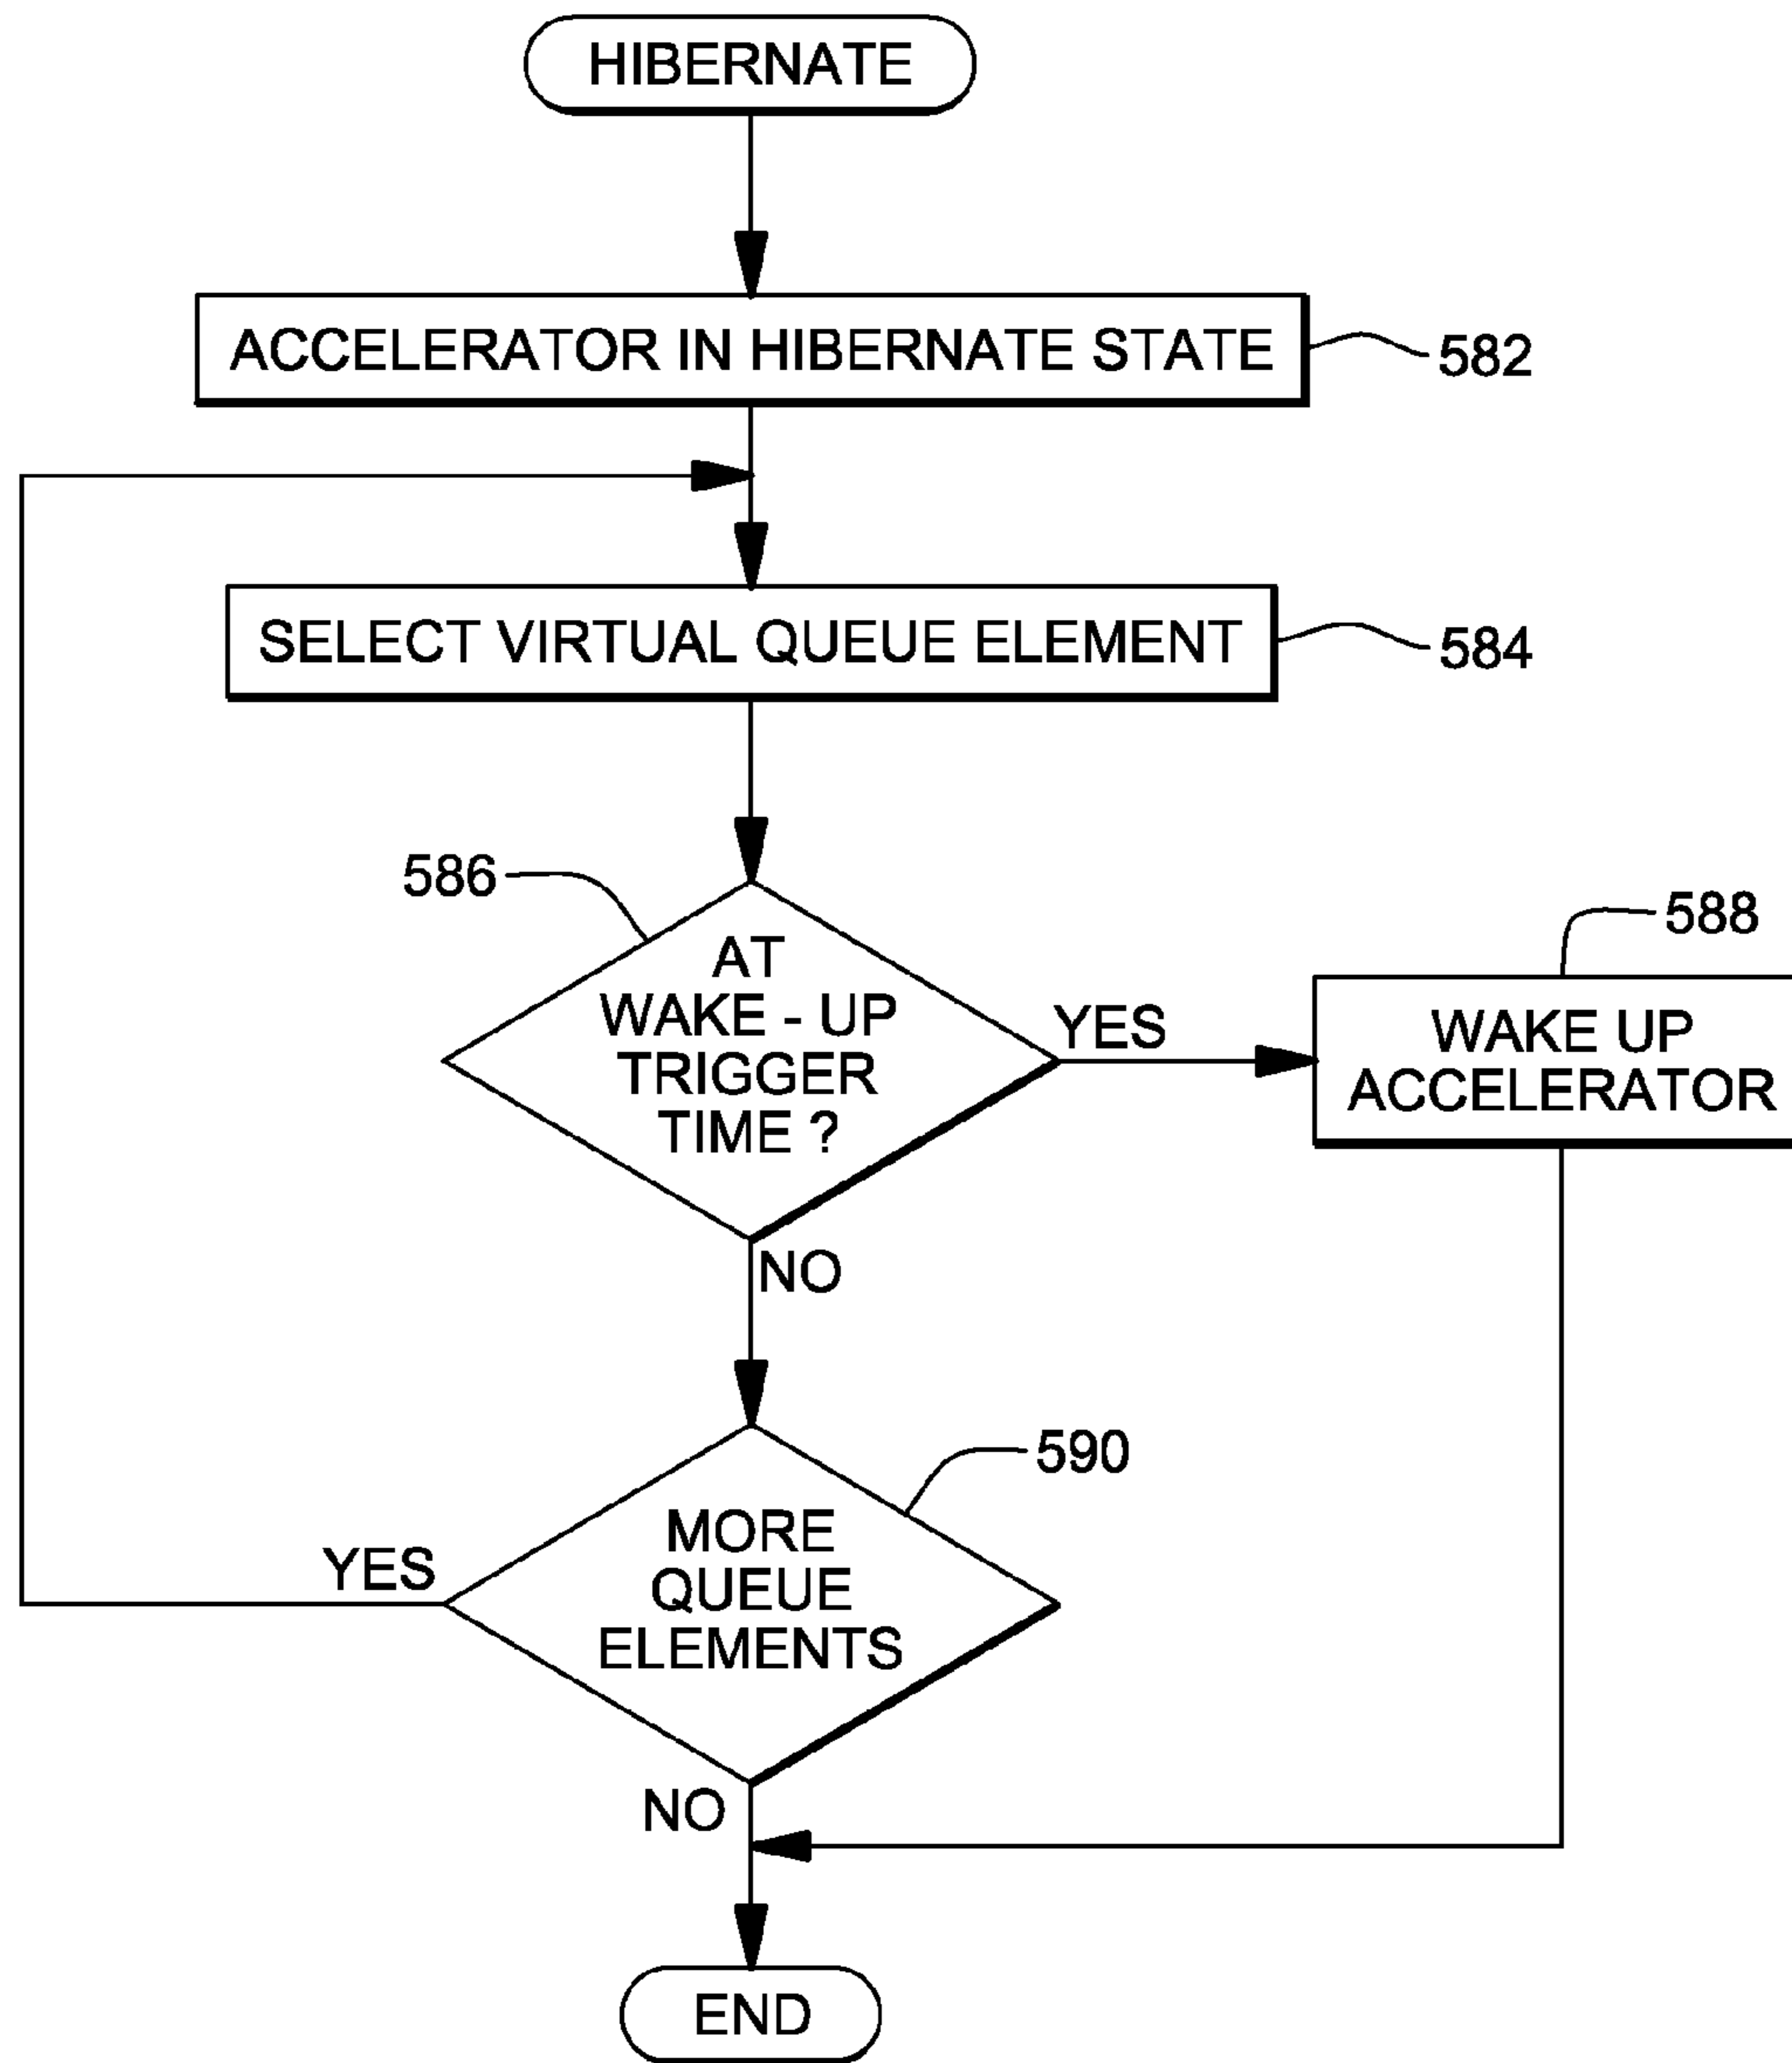 HIBERNATE
ACCELERATOR IN HIBERNATE STATE
582
SELECT VIRTUAL QUEUE ELEMENT
584
586
AT
WAKE - UP
TRIGGER
TIME ?
YES
588
WAKE UP
ACCELERATOR
NO
590
MORE
QUEUE
ELEMENTS
YES
NO
END